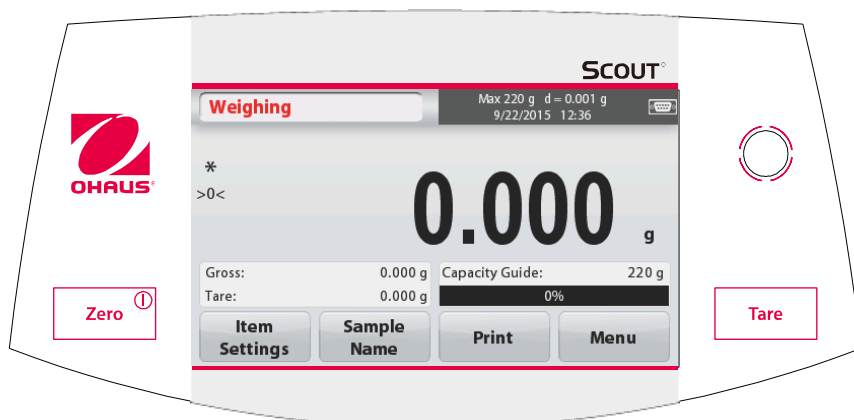 SCOUT
Weighing
Max 220 g d = 0.001 g
9/22/2015 12:36
OHAUS
*
>0<
0.000 g
Gross: 0.000 g
Tare: 0.000 g
Capacity Guide: 220 g
0%
Zero
Item Settings
Sample Name
Print
Menu
Tare